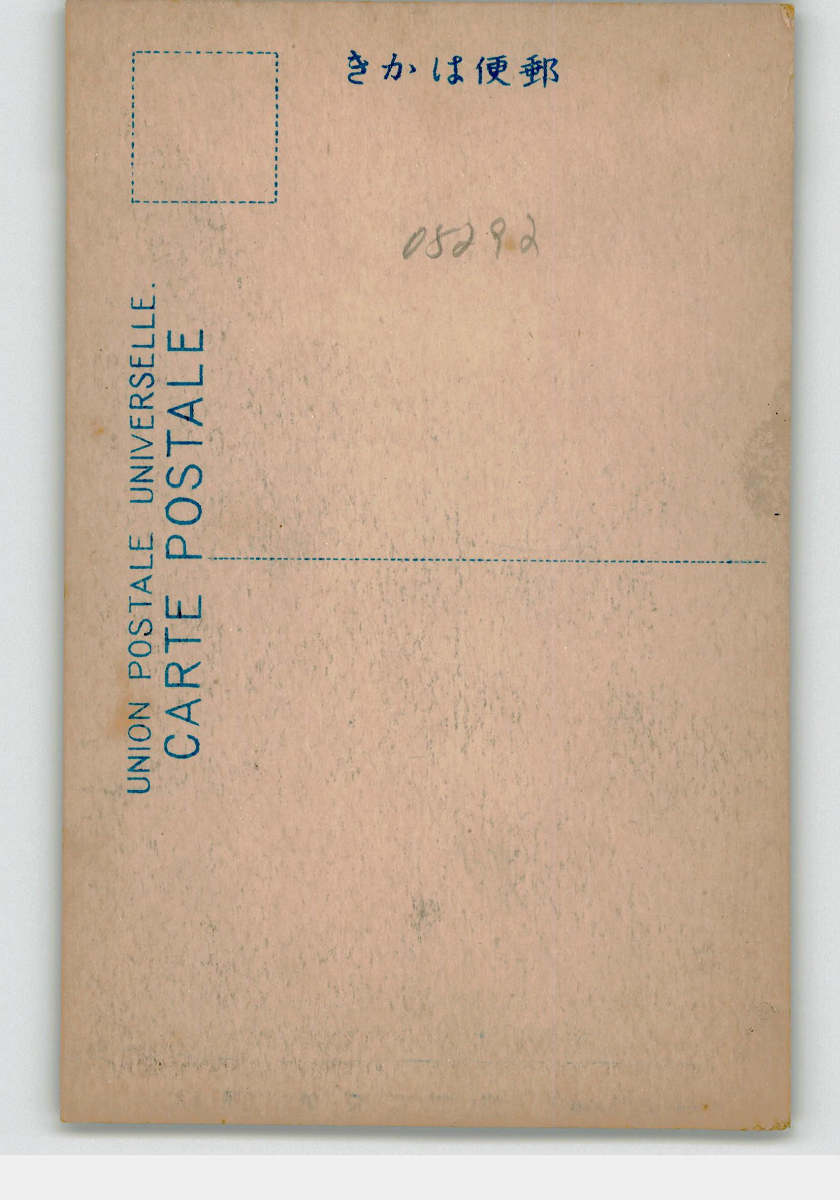 きかは便郵
05292
UNION POSTALE UNIVERSELLE.
CARTE POSTALE